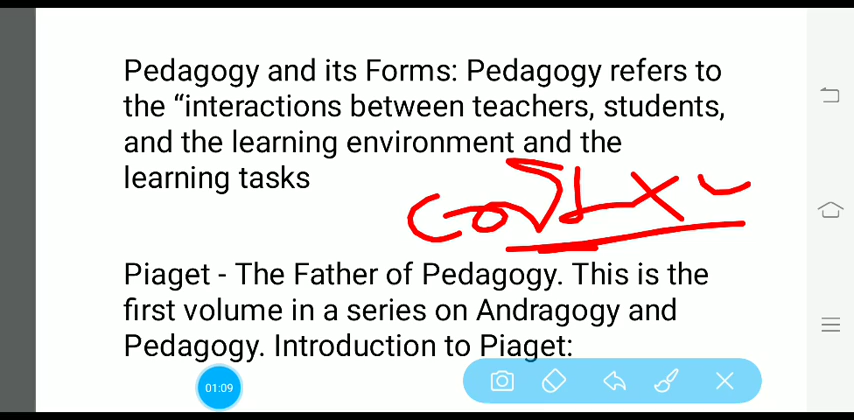 Pedagogy and its Forms: Pedagogy refers to
the “interactions between teachers, students,
and the learning environment and the
learning tasks
Piaget - The Father of Pedagogy. This is the
first volume in a series on Andragogy and
Pedagogy. Introduction to Piaget:
01:09